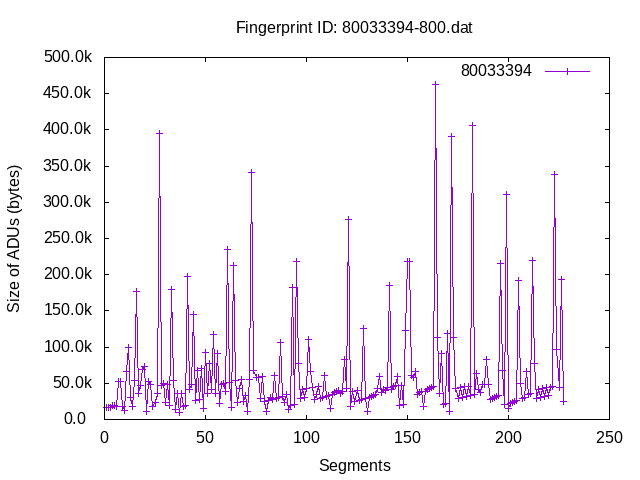 Fingerprint ID: 80033394-800.dat
500.0k
80033394
450.0k
400.0k
350.0k
300.0k
250.0k
200.0k
150.0k
100.0k
50.0k
0.0
Size of ADUs (bytes)
0 50 100 150 200 250
Segments